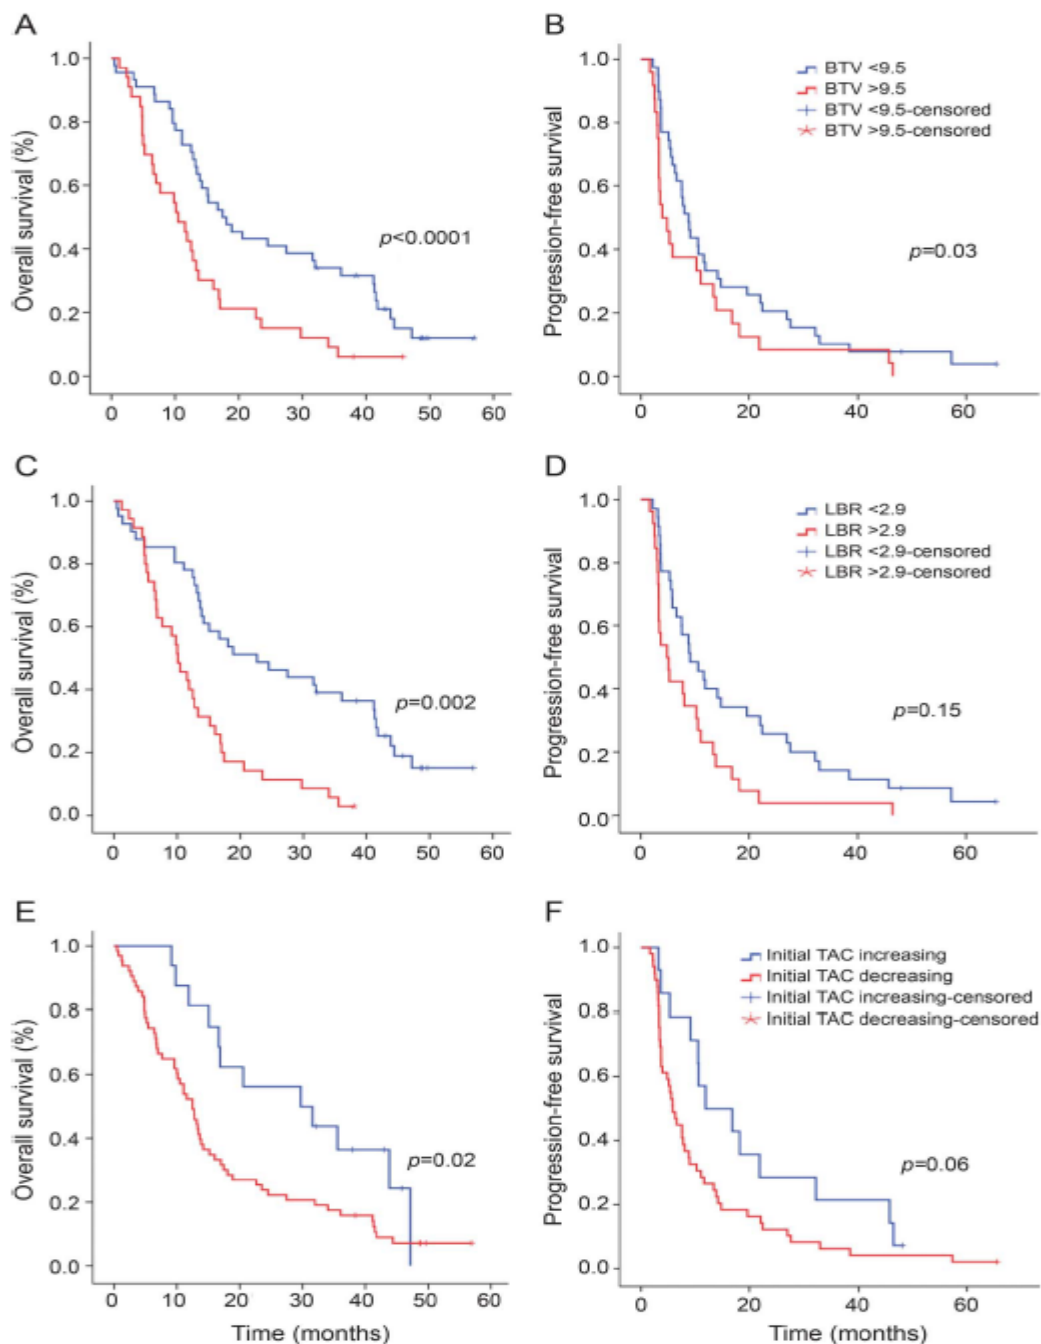 A
1.0
0.8
0.6
0.4
0.2
0.0
Overall survival (%)
p<0.0001
0 10 20 30 40 50 60
B
1.0
0.8
0.6
0.4
0.2
0.0
Progression-free survival
BTV <9.5
BTV >9.5
BTV <9.5-censored
BTV >9.5-censored
p=0.03
0 20 40 60
C
1.0
0.8
0.6
0.4
0.2
0.0
Overall survival (%)
p=0.002
0 10 20 30 40 50 60
D
1.0
0.8
0.6
0.4
0.2
0.0
Progression-free survival
LBR <2.9
LBR >2.9
LBR <2.9-censored
LBR >2.9-censored
p=0.15
0 20 40 60
E
1.0
0.8
0.6
0.4
0.2
0.0
Overall survival (%)
p=0.02
0 10 20 30 40 50 60
Time (months)
F
1.0
0.8
0.6
0.4
0.2
0.0
Progression-free survival
Initial TAC increasing
Initial TAC decreasing
Initial TAC increasing-censored
Initial TAC decreasing-censored
p=0.06
0 20 40 60
Time (months)